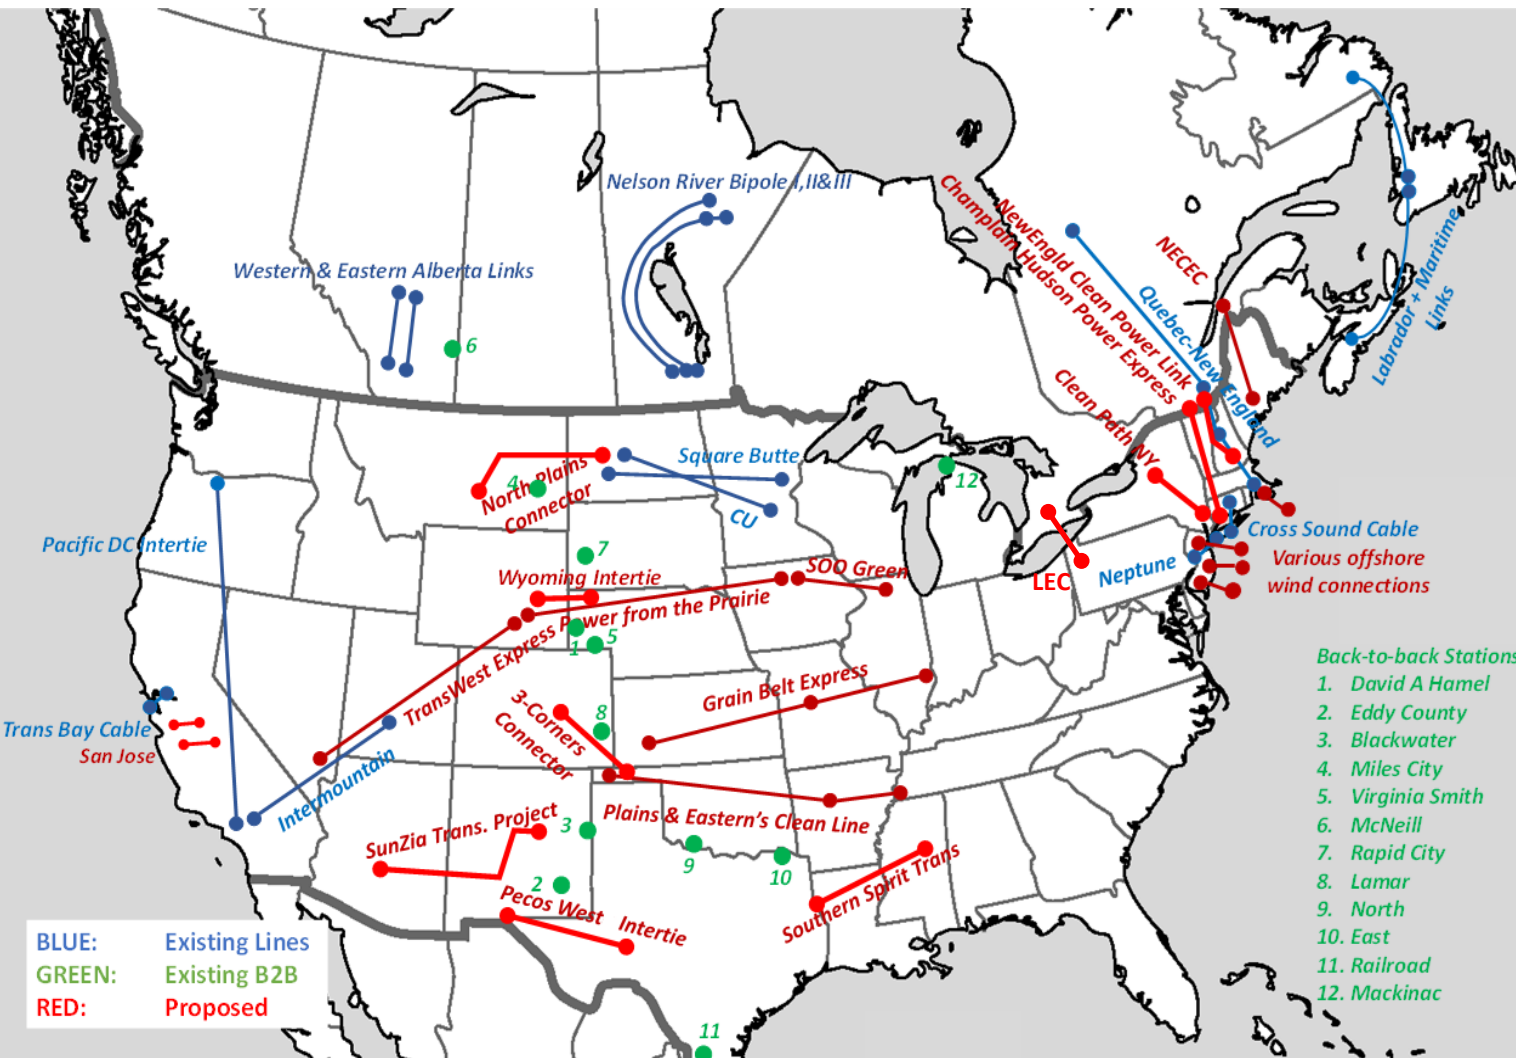 Nelson River Bipole I,II&III
Western & Eastern Alberta Links
6
Champlain Hudson Power Express
NewEngld Clean Power Link
Quebec-New England
NECEC
Labrador + Maritime
Links
Clean Path NY
Square Butte
CU
North Plains
Connector
4
12
Pacific DC Intertie
7
Wyoming Intertie
SOO Green
Power from the Prairie
TransWest Express
1
5
LEC
Neptune
Cross Sound Cable
Various offshore
wind connections
Trans Bay Cable
San Jose
Intermountain
3-Corners
Connector
8
Grain Belt Express
Plains & Eastern's Clean Line
SunZia Trans. Project
3
9
10
2
Pecos West Intertie
Southern Spirit Trans
11
Back-to-back Stations
1. David A Hamel
2. Eddy County
3. Blackwater
4. Miles City
5. Virginia Smith
6. McNeill
7. Rapid City
8. Lamar
9. North
10. East
11. Railroad
12. Mackinac
BLUE: Existing Lines
GREEN: Existing B2B
RED: Proposed